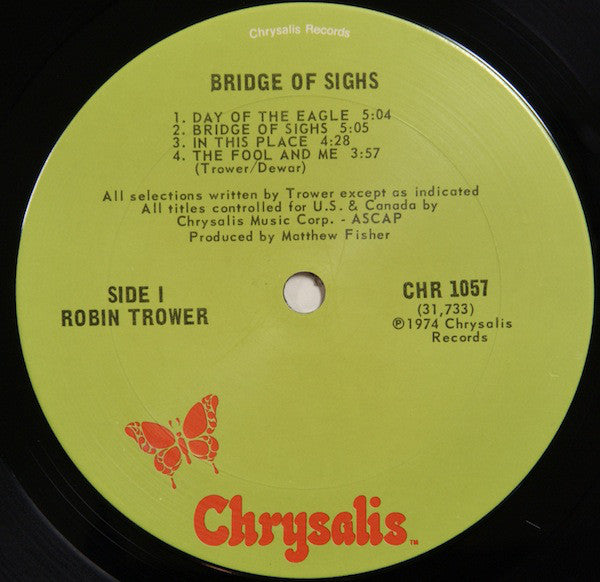 Chrysalis Records
BRIDGE OF SIGHS
1. DAY OF THE EAGLE 5:04
2. BRIDGE OF SIGHS 5:05
3. IN THIS PLACE 4:28
4. THE FOOL AND ME 3:57
(Trower/Dewar)
All selections written by Trower except as indicated
All titles controlled for U.S. & Canada by
Chrysalis Music Corp. - ASCAP
Produced by Matthew Fisher
SIDE I
ROBIN TROWER
CHR 1057
(31,733)
℗1974 Chrysalis
Records
Chrysalis™